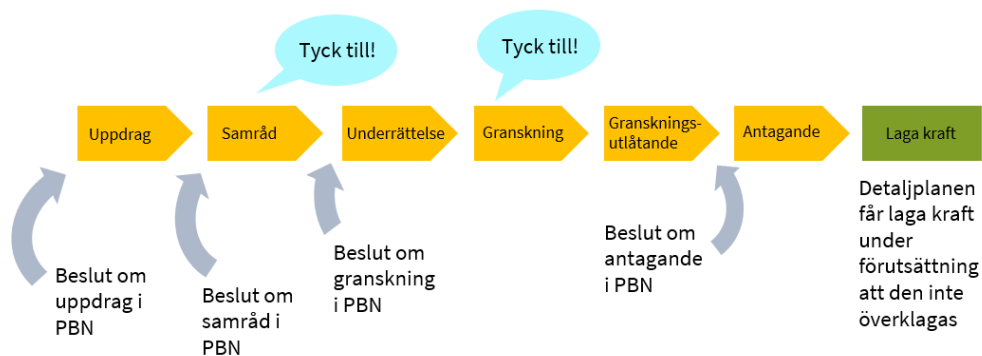 Tyck till!
Tyck till!
Uppdrag
Samråd
Underrättelse
Granskning
Gransknings-
utlåtande
Antagande
Laga kraft
Beslut om
uppdrag i
PBN
Beslut om
samråd i
PBN
Beslut om
granskning
i PBN
Beslut om
antagande
i PBN
Detaljplanen
får laga kraft
under
förutsättning
att den inte
överklagas